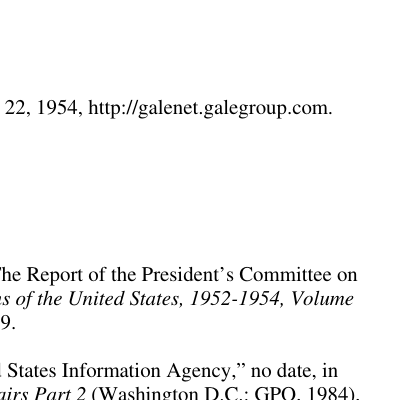 22, 1954, http://galenet.galegroup.com.
The Report of the President’s Committee on
of the United States, 1952-1954, Volume
9.
States Information Agency,” no date, in
airs Part 2 (Washington D.C.: GPO, 1984).